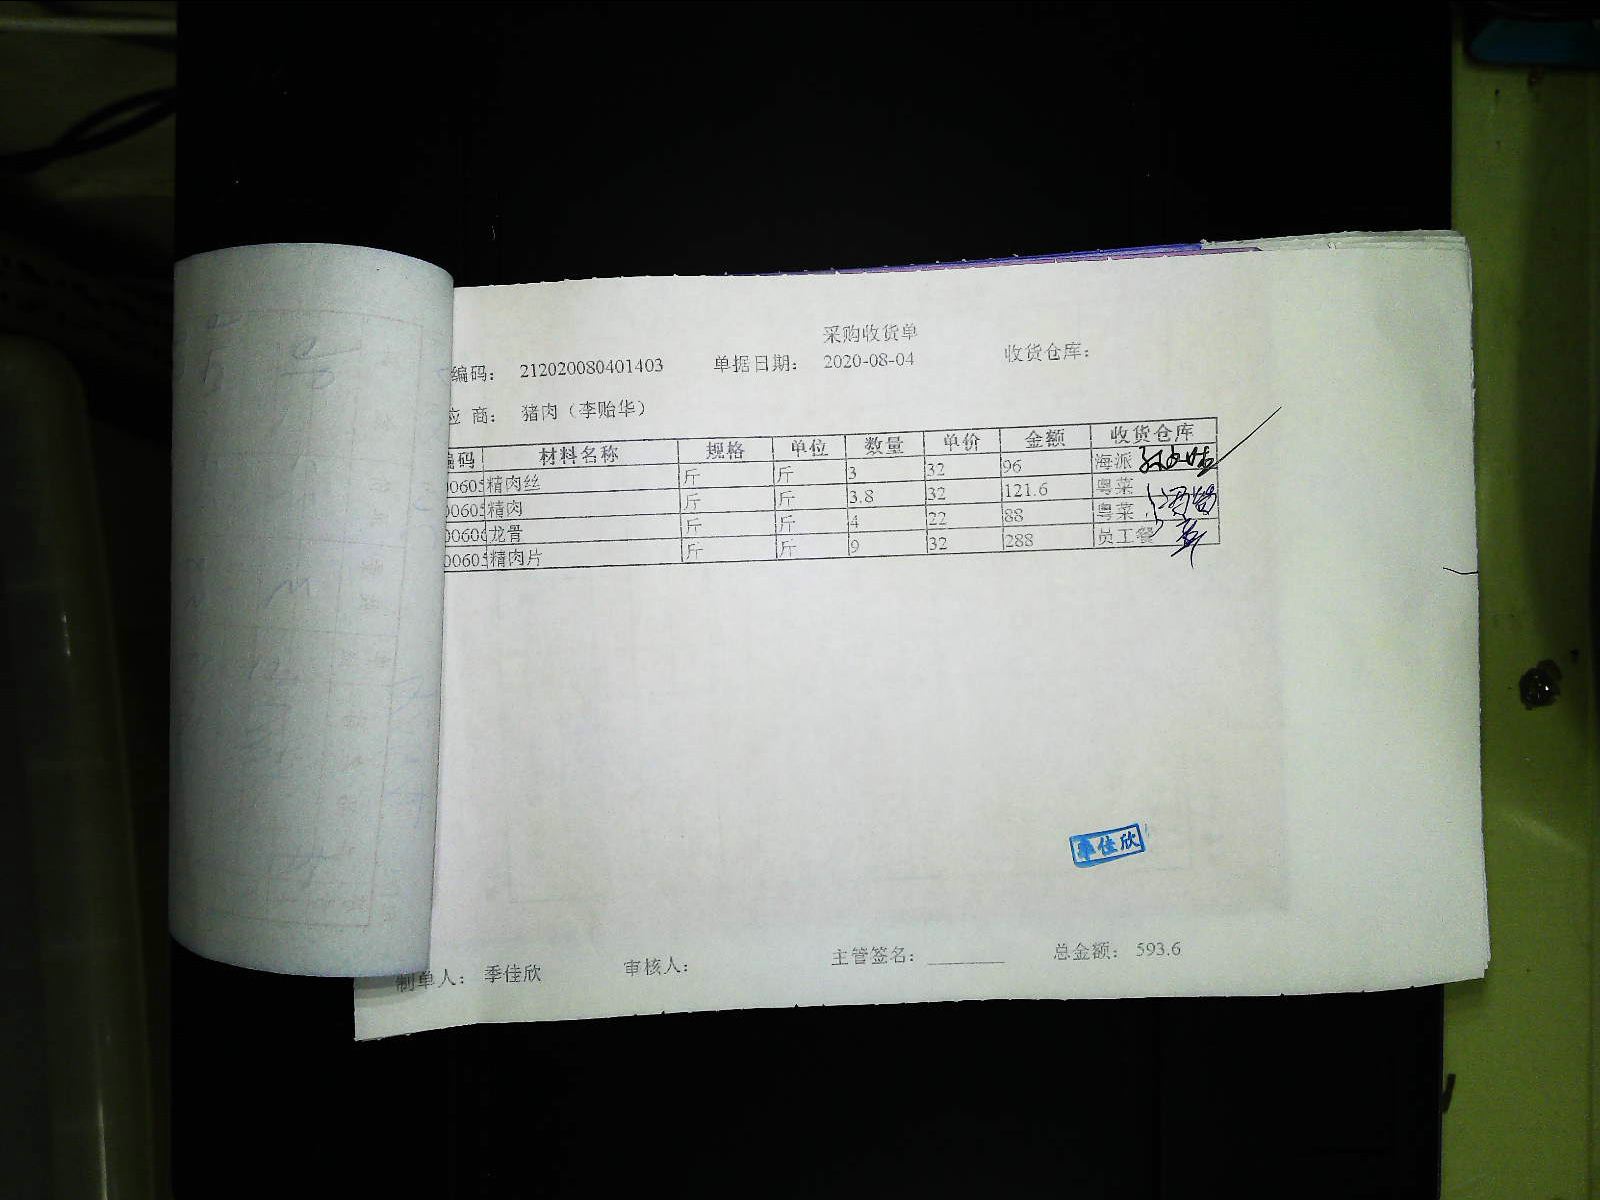 采购收货单
编码： 212020080401403 单据日期： 2020-08-04 收货仓库：
应 商： 猪肉（李贻华）
编码 材料名称 规格 单位 数量 单价 金额 收货仓库
00605 精肉丝 斤 斤 3 32 96 海派
00605 精肉 斤 斤 3.8 32 121.6 粤菜
00606 龙骨 斤 斤 4 22 88 粤菜
00605 精肉片 斤 斤 9 32 288 员工餐
季佳欣
制单人： 季佳欣 审核人： 主管签名： ________ 总金额： 593.6